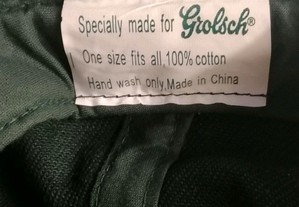 Specially made for Grolsch®
One size fits all,100% cotton
Hand wash only,Made in China